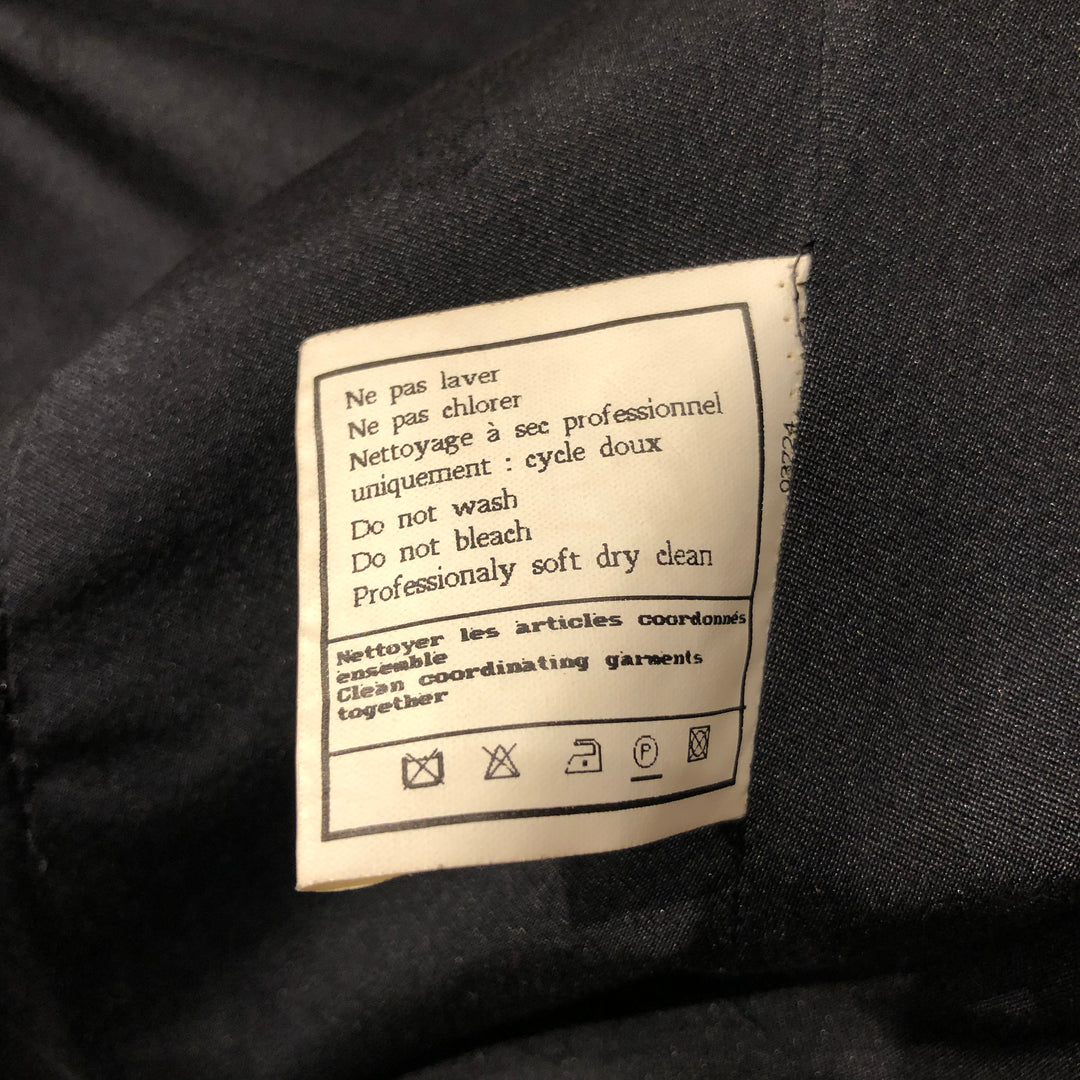 Ne pas laver
Ne pas chlorer
Nettoyage à sec professionnel
uniquement : cycle doux
Do not wash
Do not bleach
Professionaly soft dry clean
Nettoyer les articles coordonnés
ensemble
Clean coordinating garments
together
P